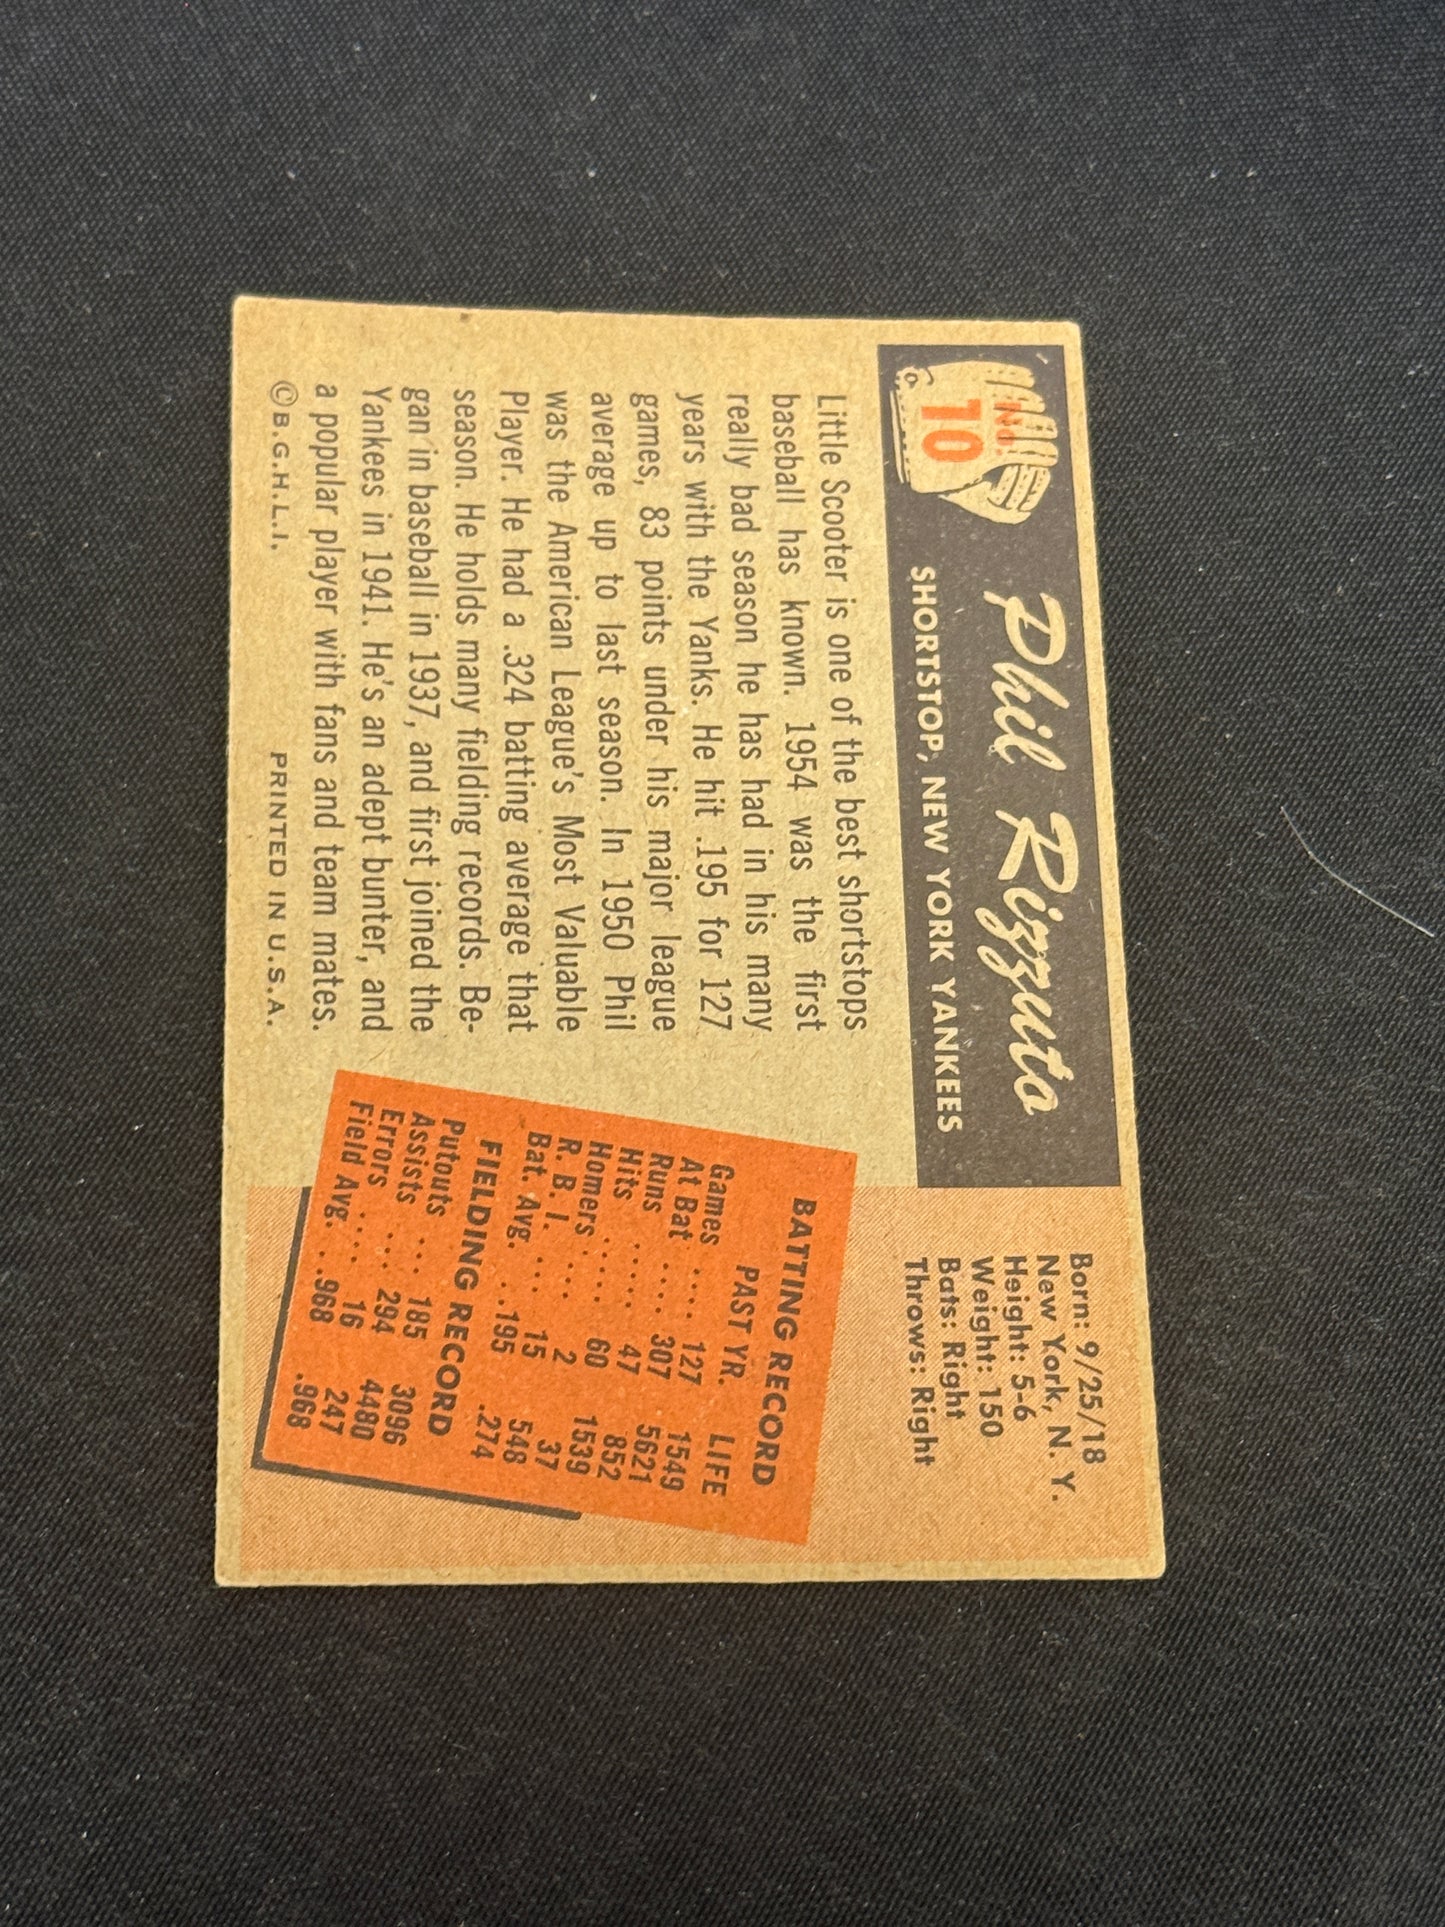 No.
10
Phil Rizzuto
SHORTSTOP, NEW YORK YANKEES
Born: 9/25/18
New York, N. Y.
Height: 5-6
Weight: 150
Bats: Right
Throws: Right
Little Scooter is one of the best shortstops
baseball has known. 1954 was the first
really bad season he has had in his many
years with the Yanks. He hit .195 for 127
games, 83 points under his major league
average up to last season. In 1950 Phil
was the American League's Most Valuable
Player. He had a .324 batting average that
season. He holds many fielding records. Be-
gan in baseball in 1937, and first joined the
Yankees in 1941. He's an adept bunter, and
a popular player with fans and team mates.
©B.G.H.L.I. PRINTED IN U.S.A.
BATTING RECORD
PAST YR. LIFE
Games .... 127 1549
At Bat .... 307 5621
Runs ..... 47 852
Hits ..... 60 1539
Homers ... 2 37
R. B. I. ... 15 548
Bat. Avg. ..195 .274
FIELDING RECORD
Putouts .. 185 3096
Assists ... 294 4480
Errors .... 16 247
Field Avg. ..968 .968